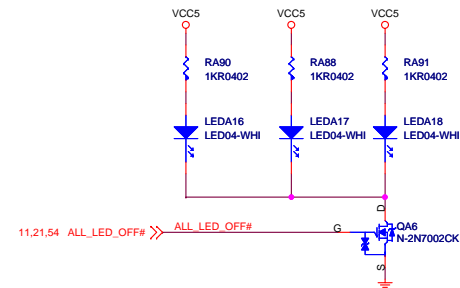 VCC5 VCC5 VCC5
RA90 RA88 RA91
1KR0402 1KR0402 1KR0402
LEDA16 LEDA17 LEDA18
LED04-WHI LED04-WHI LED04-WHI
D
11,21,54 ALL_LED_OFF# ALL_LED_OFF# G QA6
N-2N7002CK
S